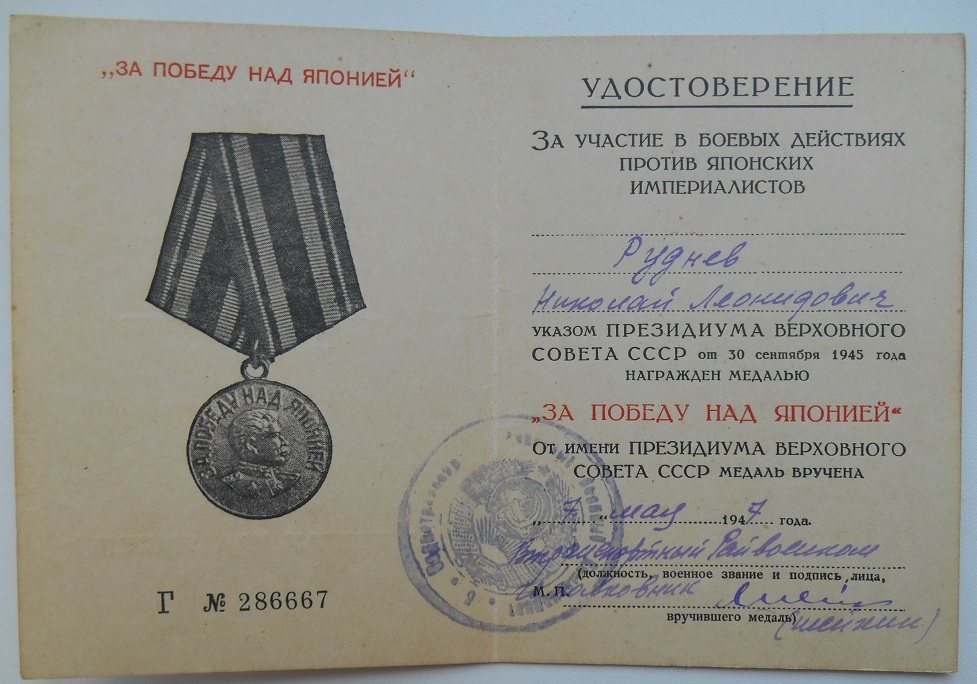 „ЗА ПОБЕДУ НАД ЯПОНИЕЙ“
ЗА ПОБЕДУ НАД ЯПОНИЕЙ
Г № 286667
УДОСТОВЕРЕНИЕ
ЗА УЧАСТИЕ В БОЕВЫХ ДЕЙСТВИЯХ
ПРОТИВ ЯПОНСКИХ
ИМПЕРИАЛИСТОВ
Руднев
Николай Леонидович
УКАЗОМ ПРЕЗИДИУМА ВЕРХОВНОГО
СОВЕТА СССР от 30 сентября 1945 года
НАГРАЖДЕН МЕДАЛЬЮ
„ЗА ПОБЕДУ НАД ЯПОНИЕЙ“
ОТ ИМЕНИ ПРЕЗИДИУМА ВЕРХОВНОГО
СОВЕТА СССР МЕДАЛЬ ВРУЧЕНА
„7“ мая 1947 года.
райвоенком
(должность, военное звание и подпись лица,
М. П.
вручившего медаль)